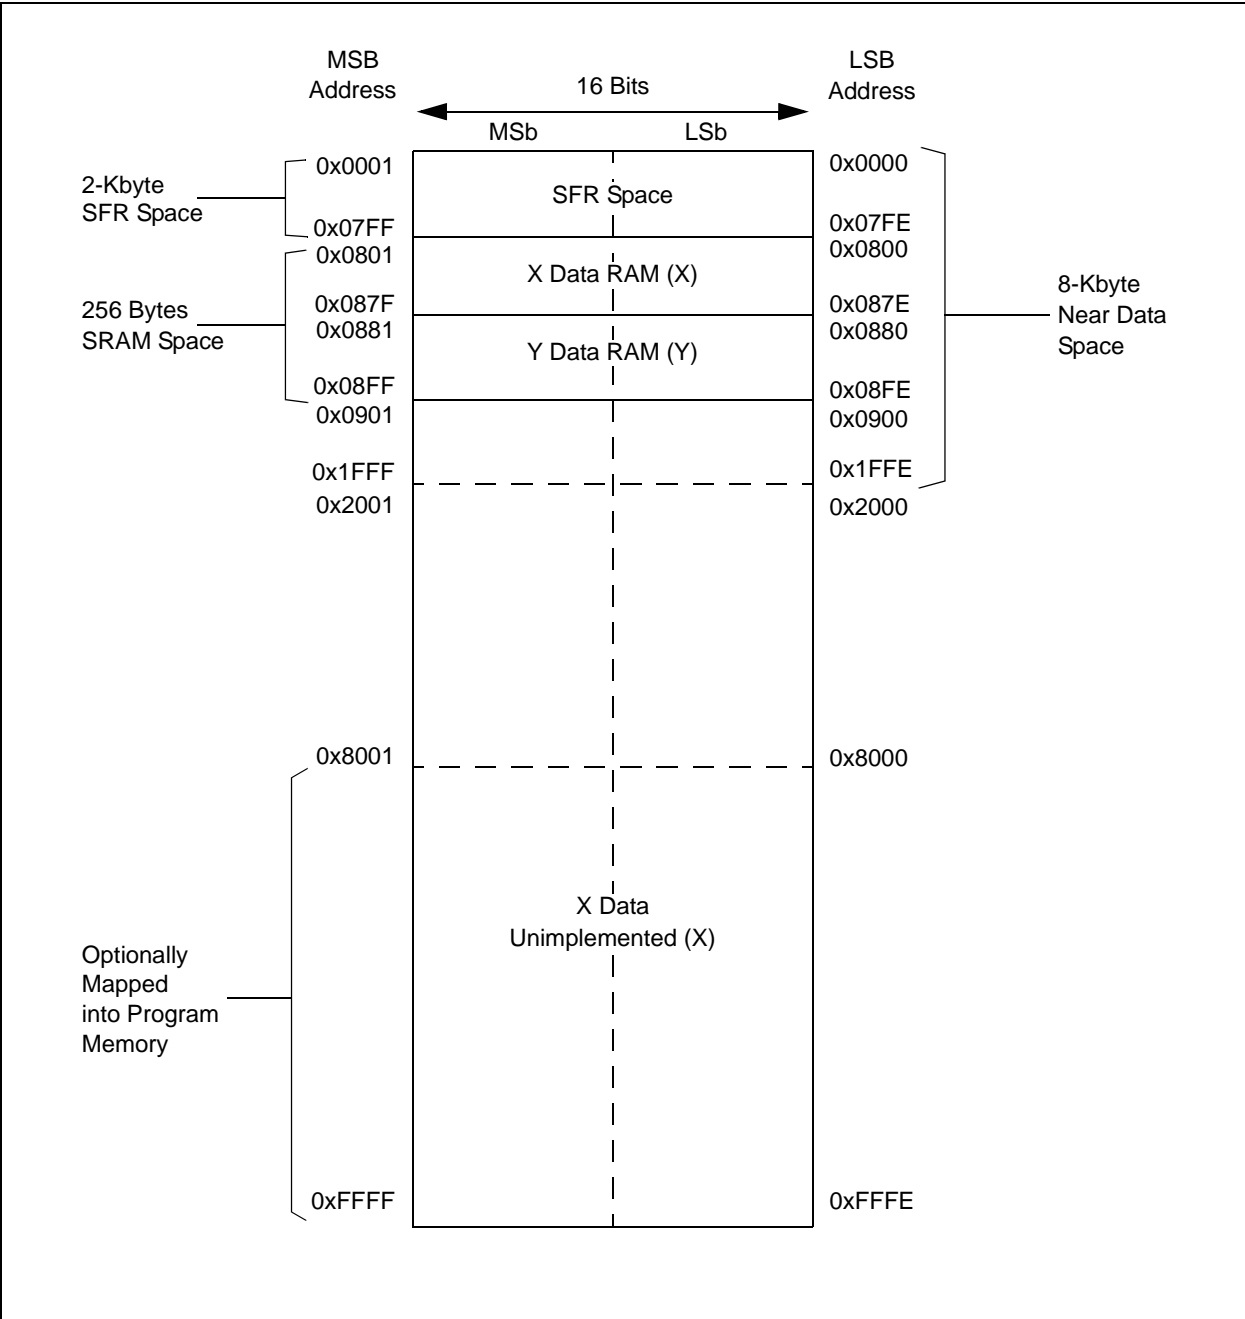 MSB
Address
16 Bits
LSB
Address
MSb
LSb
2-Kbyte
SFR Space
0x0001
SFR Space
0x0000
0x07FF
0x07FE
0x0801
0x0800
X Data RAM (X)
256 Bytes
SRAM Space
0x087F
0x087E
0x0881
0x0880
8-Kbyte
Near Data
Space
Y Data RAM (Y)
0x08FF
0x08FE
0x0901
0x0900
0x1FFF
0x1FFE
0x2001
0x2000
0x8001
0x8000
X Data
Unimplemented (X)
Optionally
Mapped
into Program
Memory
0xFFFF
0xFFFE